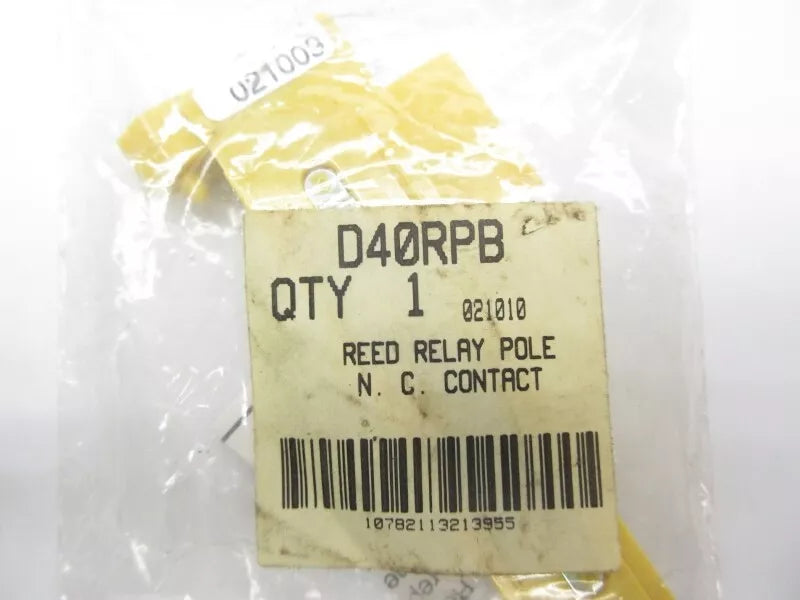 021003
D40RPB
QTY 1 021010
REED RELAY POLE
N. C. CONTACT
10782113213955